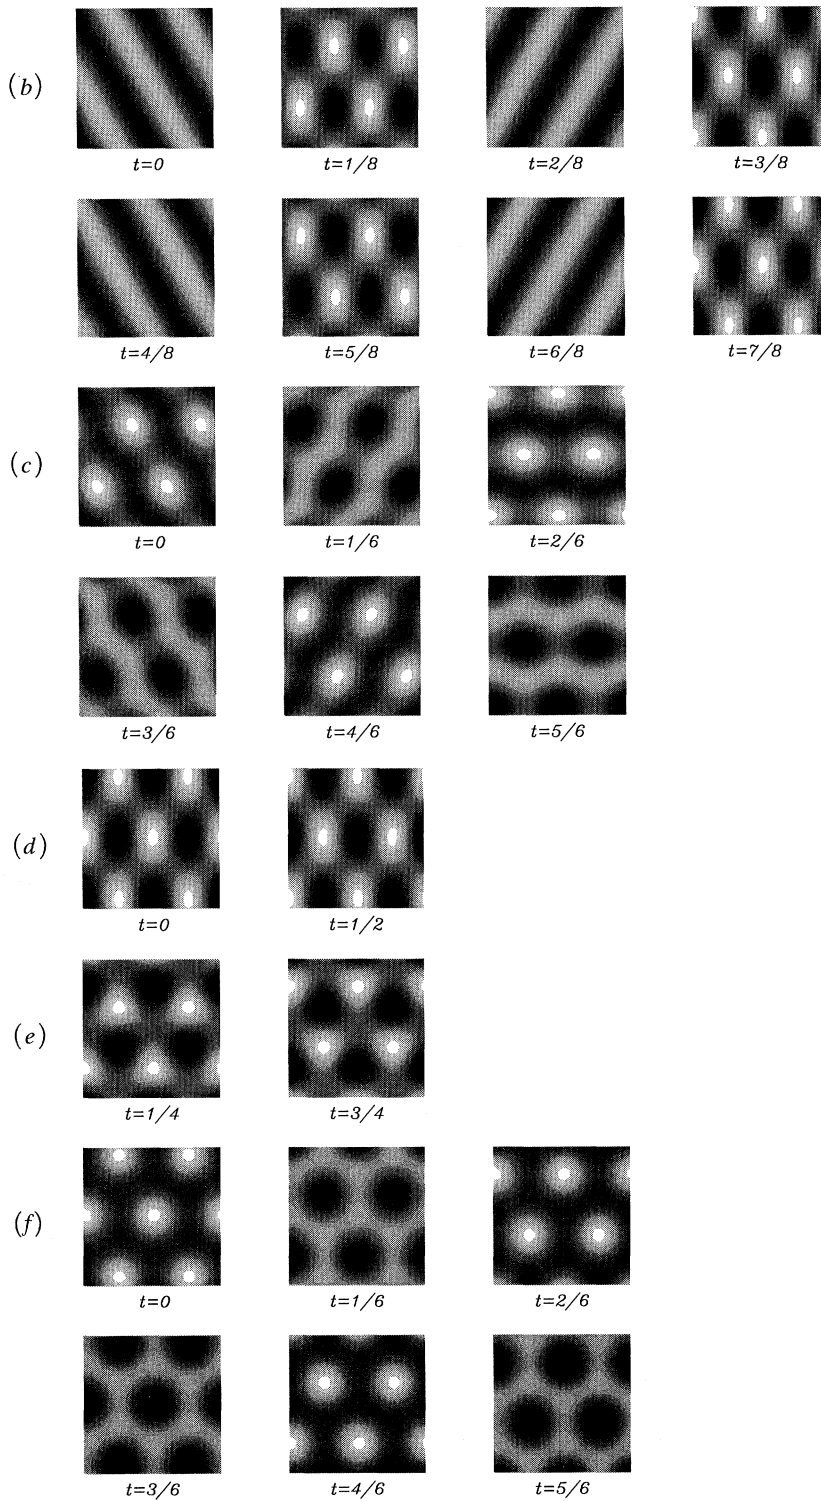 (b)
t=0 t=1/8 t=2/8 t=3/8
t=4/8 t=5/8 t=6/8 t=7/8
(c)
t=0 t=1/6 t=2/6
t=3/6 t=4/6 t=5/6
(d)
t=0 t=1/2
(e)
t=1/4 t=3/4
(f)
t=0 t=1/6 t=2/6
t=3/6 t=4/6 t=5/6